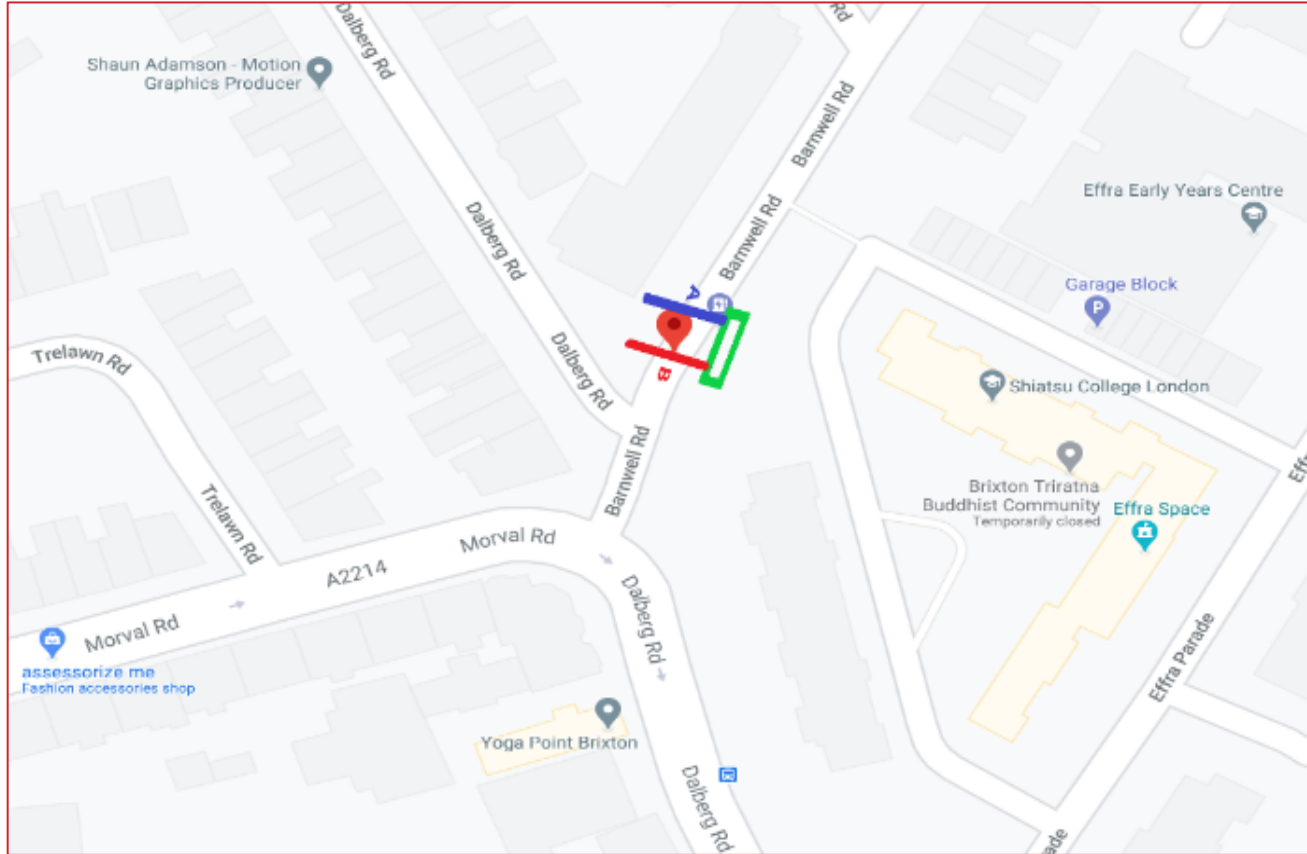 Dalberg Rd
Rd
Shaun Adamson - Motion
Graphics Producer
Barnwell Rd
Effra Early Years Centre
Dalberg Rd
Barnwell Rd
Garage Block
P
A
Trelawn Rd
B
Dalberg Rd
Shiatsu College London
Barnwell Rd
Brixton Triratna
Buddhist Community
Temporarily closed
Effra Space
Trelawn Rd
Morval Rd
A2214
Dalberg Rd
Morval Rd
Effra Parade
assessorize me
Fashion accessories shop
Yoga Point Brixton
Dalberg Rd